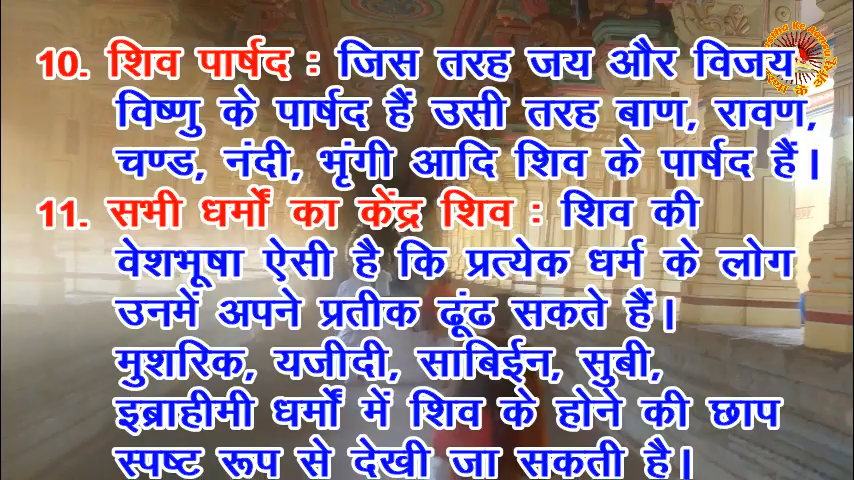 10. शिव पार्षद : जिस तरह जय और विजय
विष्णु के पार्षद हैं उसी तरह बाण, रावण,
चण्ड, नंदी, भृंगी आदि शिव के पार्षद हैं।
11. सभी धर्मों का केंद्र शिव : शिव की
वेशभूषा ऐसी है कि प्रत्येक धर्म के लोग
उनमें अपने प्रतीक ढूंढ सकते हैं।
मुशरिक, यजीदी, साबिईन, सुबी,
इब्राहीमी धर्मों में शिव के होने की छाप
स्पष्ट रूप से देखी जा सकती है।